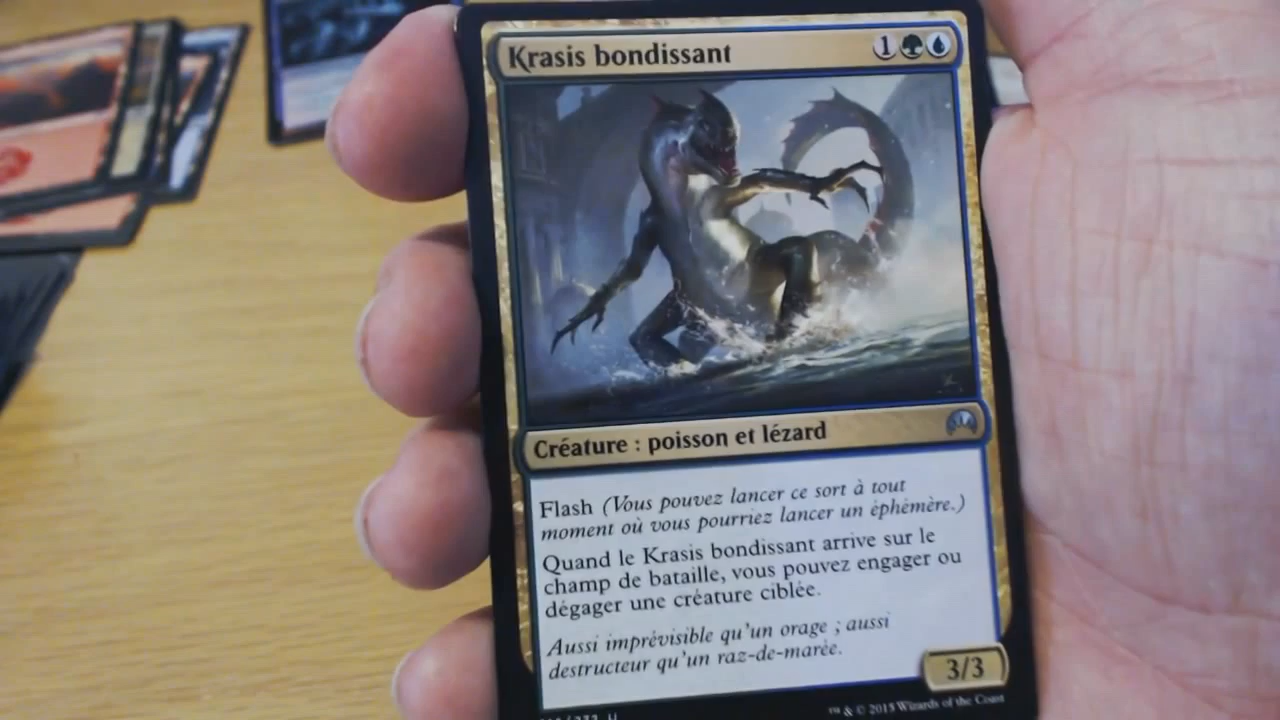 Krasis bondissant 1
Créature : poisson et lézard
Flash (Vous pouvez lancer ce sort à tout
moment où vous pourriez lancer un éphémère.)
Quand le Krasis bondissant arrive sur le
champ de bataille, vous pouvez engager ou
dégager une créature ciblée.
Aussi imprévisible qu'un orage ; aussi
destructeur qu'un raz-de-marée.
3/3
™ & © 2015 Wizards of the Coast